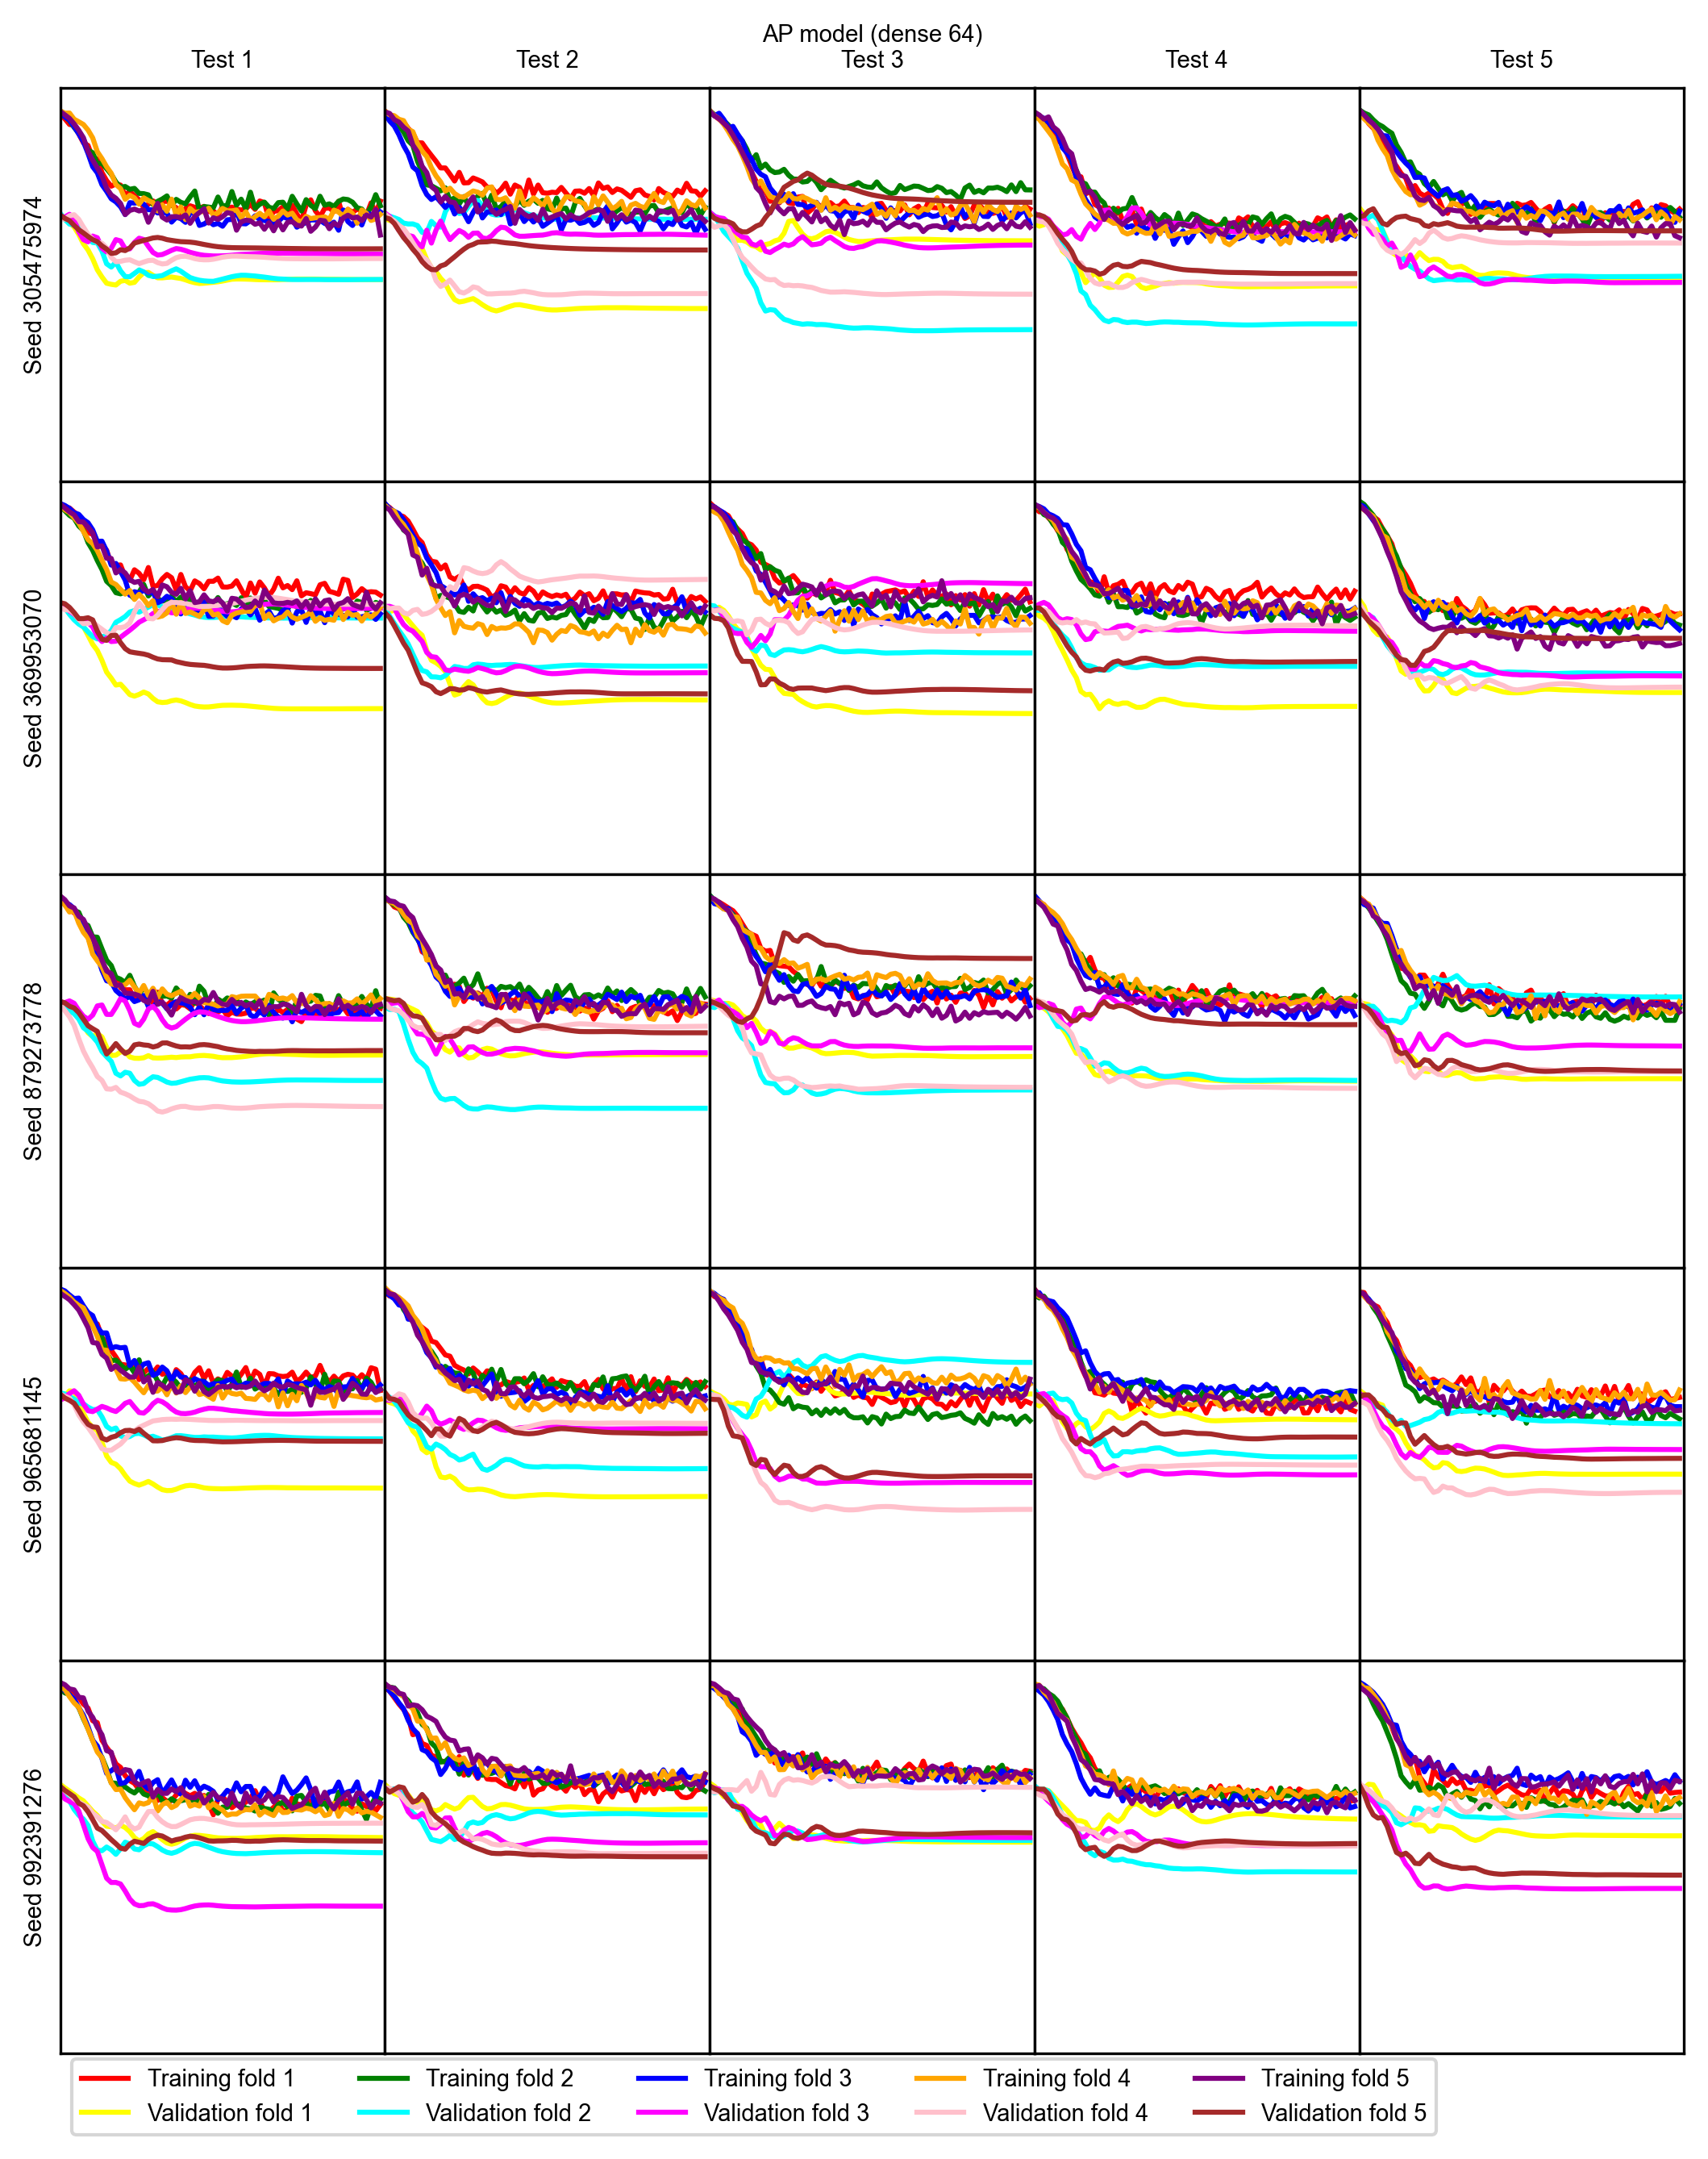 AP model (dense 64)
Test 1 Test 2 Test 3 Test 4 Test 5
Seed 305475974
Seed 369953070
Seed 879273778
Seed 965681145
Seed 992391276
Training fold 1 Training fold 2 Training fold 3 Training fold 4 Training fold 5
Validation fold 1 Validation fold 2 Validation fold 3 Validation fold 4 Validation fold 5